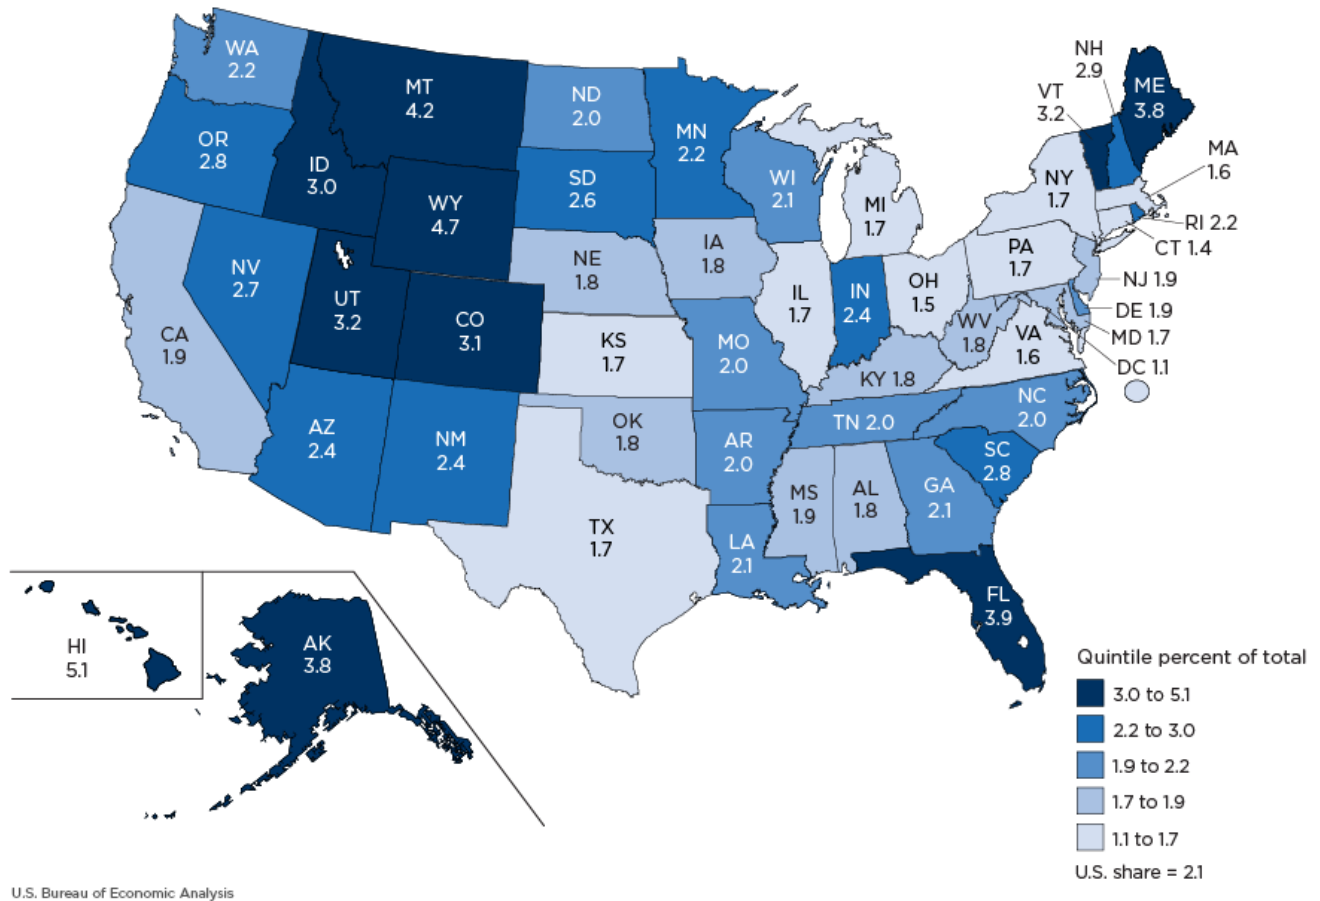 WA
2.2
OR
2.8
CA
1.9
NV
2.7
ID
3.0
MT
4.2
WY
4.7
UT
3.2
CO
3.1
AZ
2.4
NM
2.4
ND
2.0
SD
2.6
NE
1.8
KS
1.7
OK
1.8
TX
1.7
MN
2.2
IA
1.8
MO
2.0
AR
2.0
LA
2.1
WI
2.1
IL
1.7
MI
1.7
IN
2.4
OH
1.5
KY 1.8
TN 2.0
MS
1.9
AL
1.8
GA
2.1
FL
3.9
SC
2.8
NC
2.0
VA
1.6
WV
1.8
PA
1.7
NY
1.7
VT
3.2
NH
2.9
ME
3.8
MA
1.6
RI 2.2
CT 1.4
NJ 1.9
DE 1.9
MD 1.7
DC 1.1
HI
5.1
AK
3.8
Quintile percent of total
3.0 to 5.1
2.2 to 3.0
1.9 to 2.2
1.7 to 1.9
1.1 to 1.7
U.S. share = 2.1
U.S. Bureau of Economic Analysis